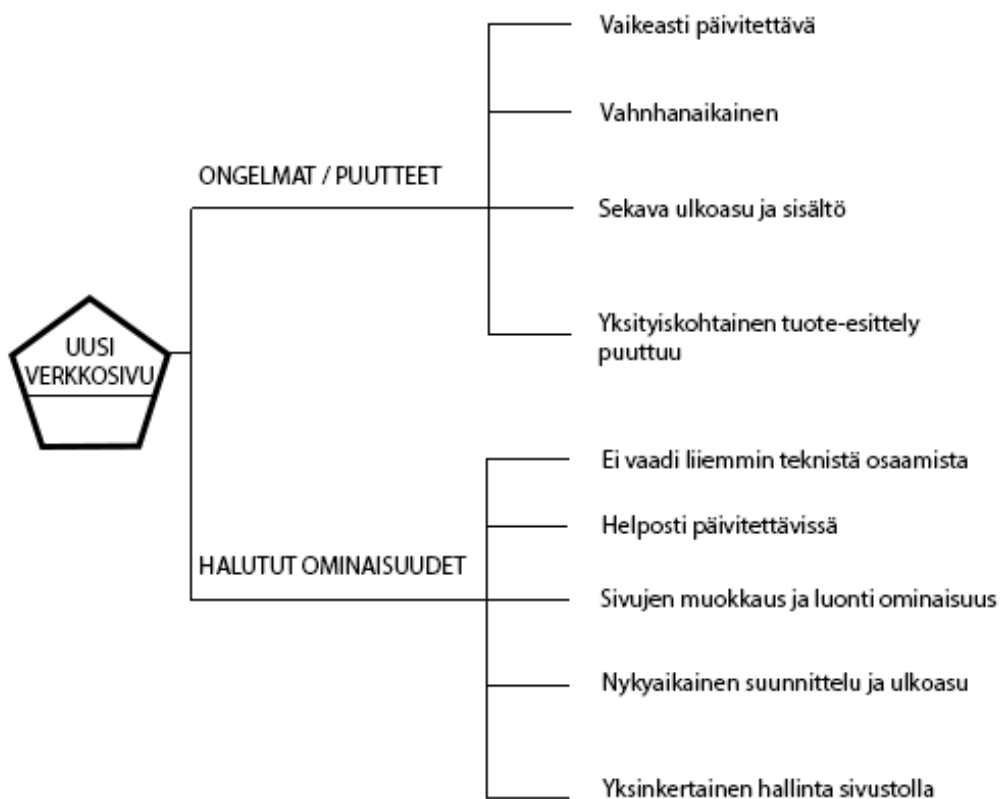 Vaikeasti päivitettävä
Vahnhanaikainen
ONGELMAT / PUUTTEET
Sekava ulkoasu ja sisältö
Yksityiskohtainen tuote-esittely
puuttuu
UUSI
VERKKOSIVU
Ei vaadi liiemmin teknistä osaamista
Helposti päivitettävissä
HALUTUT OMINAISUUDET
Sivujen muokkaus ja luonti ominaisuus
Nykyaikainen suunnittelu ja ulkoasu
Yksinkertainen hallinta sivustolla